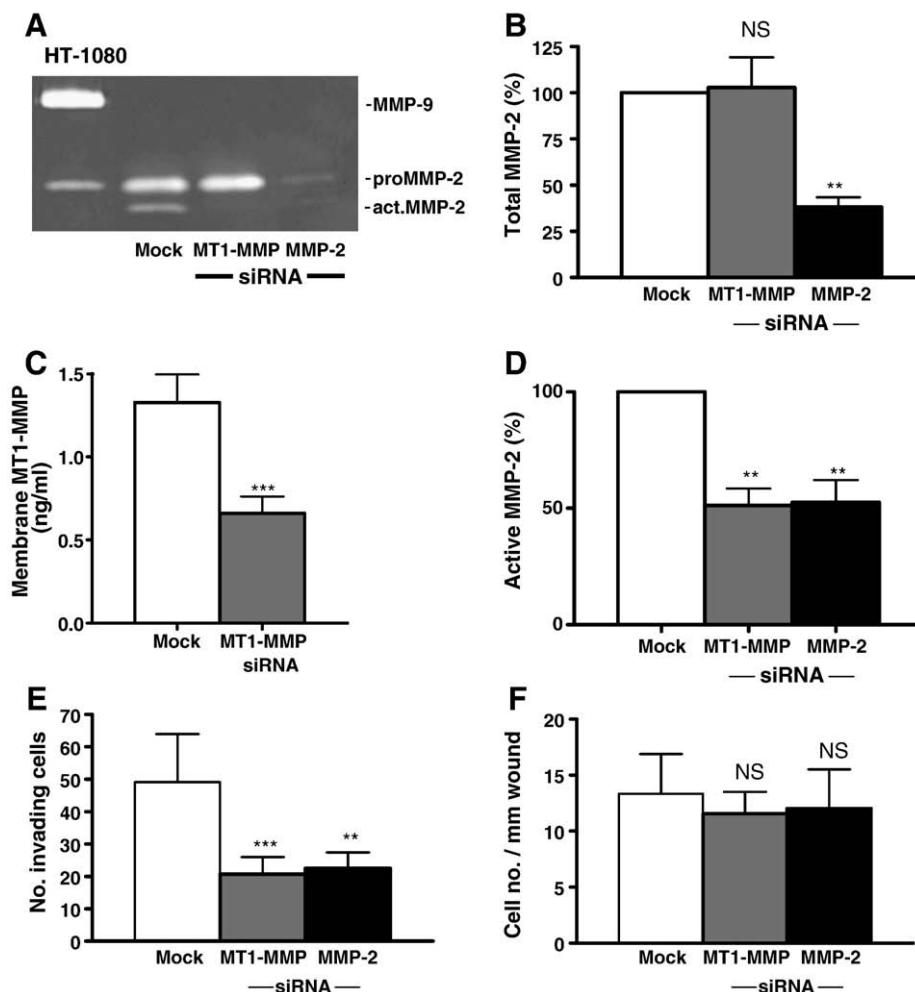 A
HT-1080
-MMP-9
-proMMP-2
-act.MMP-2
Mock MT1-MMP MMP-2
siRNA
B
NS
**
Total MMP-2 (%)
125
100
75
50
25
0
Mock MT1-MMP MMP-2
siRNA
C
***
Membrane MT1-MMP
(ng/ml)
1.5
1.0
0.5
0.0
Mock MT1-MMP
siRNA
D
** **
Active MMP-2 (%)
100
50
0
Mock MT1-MMP MMP-2
siRNA
E
*** **
No. invading cells
70
60
50
40
30
20
10
0
Mock MT1-MMP MMP-2
siRNA
F
NS NS
Cell no. / mm wound
20
15
10
5
0
Mock MT1-MMP MMP-2
siRNA